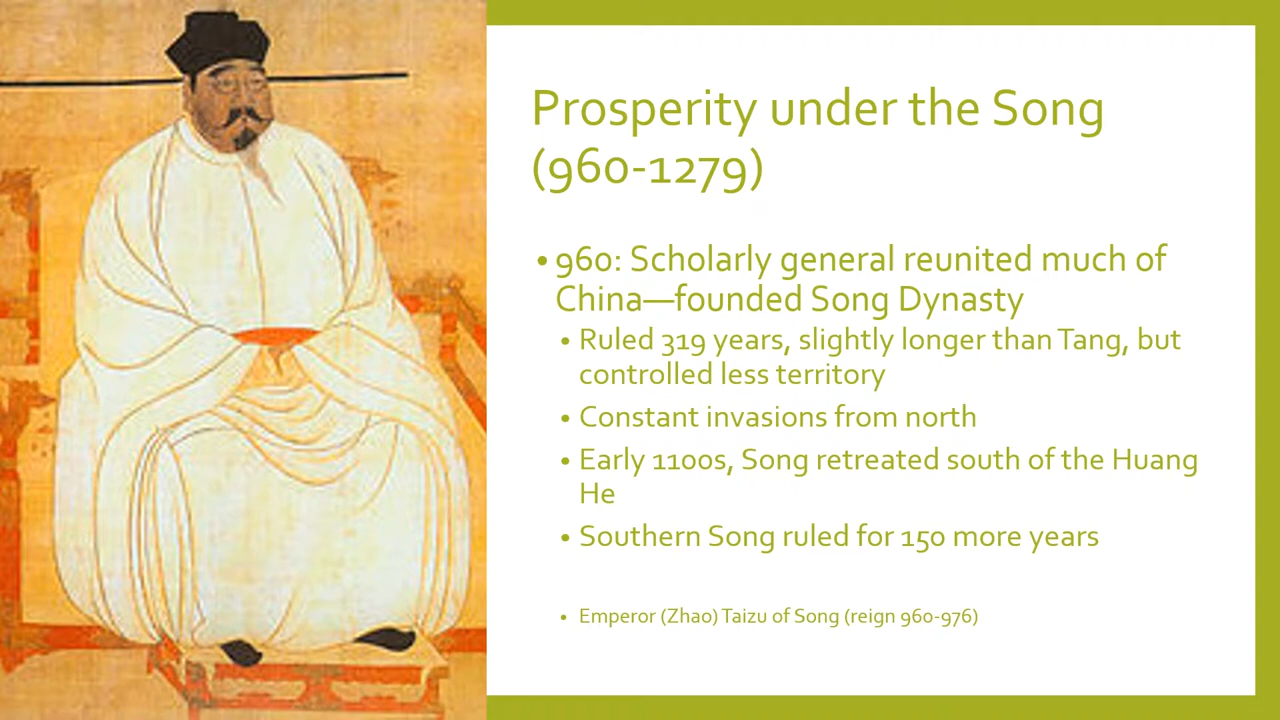 Prosperity under the Song
(960-1279)
• 960: Scholarly general reunited much of
China—founded Song Dynasty
• Ruled 319 years, slightly longer than Tang, but
controlled less territory
• Constant invasions from north
• Early 1100s, Song retreated south of the Huang
He
• Southern Song ruled for 150 more years
• Emperor (Zhao) Taizu of Song (reign 960-976)